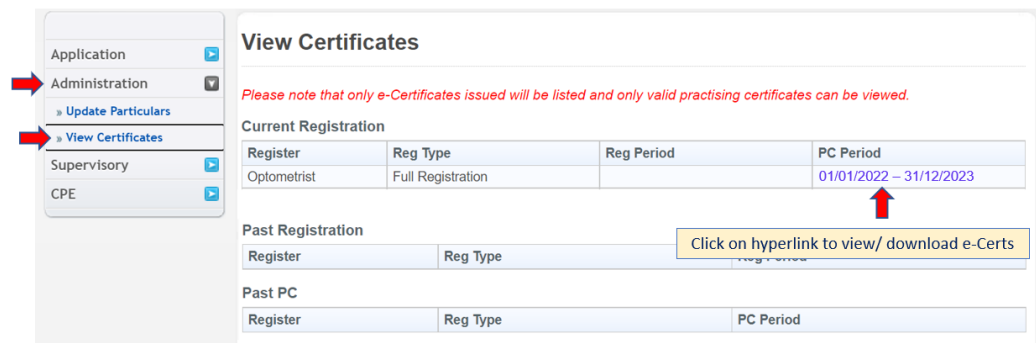 Application
Administration
» Update Particulars
» View Certificates
Supervisory
CPE
View Certificates
Please note that only e-Certificates issued will be listed and only valid practising certificates can be viewed.
Current Registration
Register Reg Type Reg Period PC Period
Optometrist Full Registration 01/01/2022 – 31/12/2023
Click on hyperlink to view/ download e-Certs
Past Registration
Register Reg Type Reg Period
Past PC
Register Reg Type PC Period